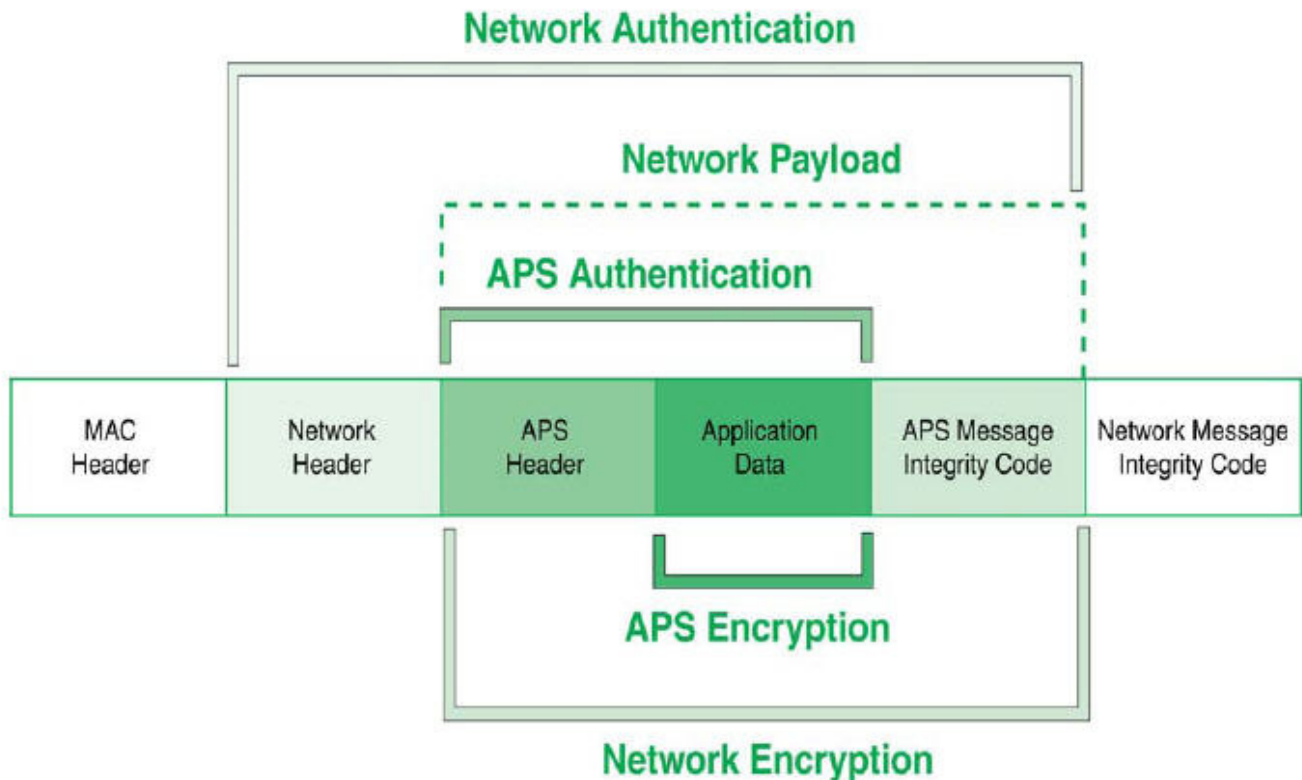 Network Authentication
Network Payload
APS Authentication
MAC
Header
Network
Header
APS
Header
Application
Data
APS Message
Integrity Code
Network Message
Integrity Code
APS Encryption
Network Encryption